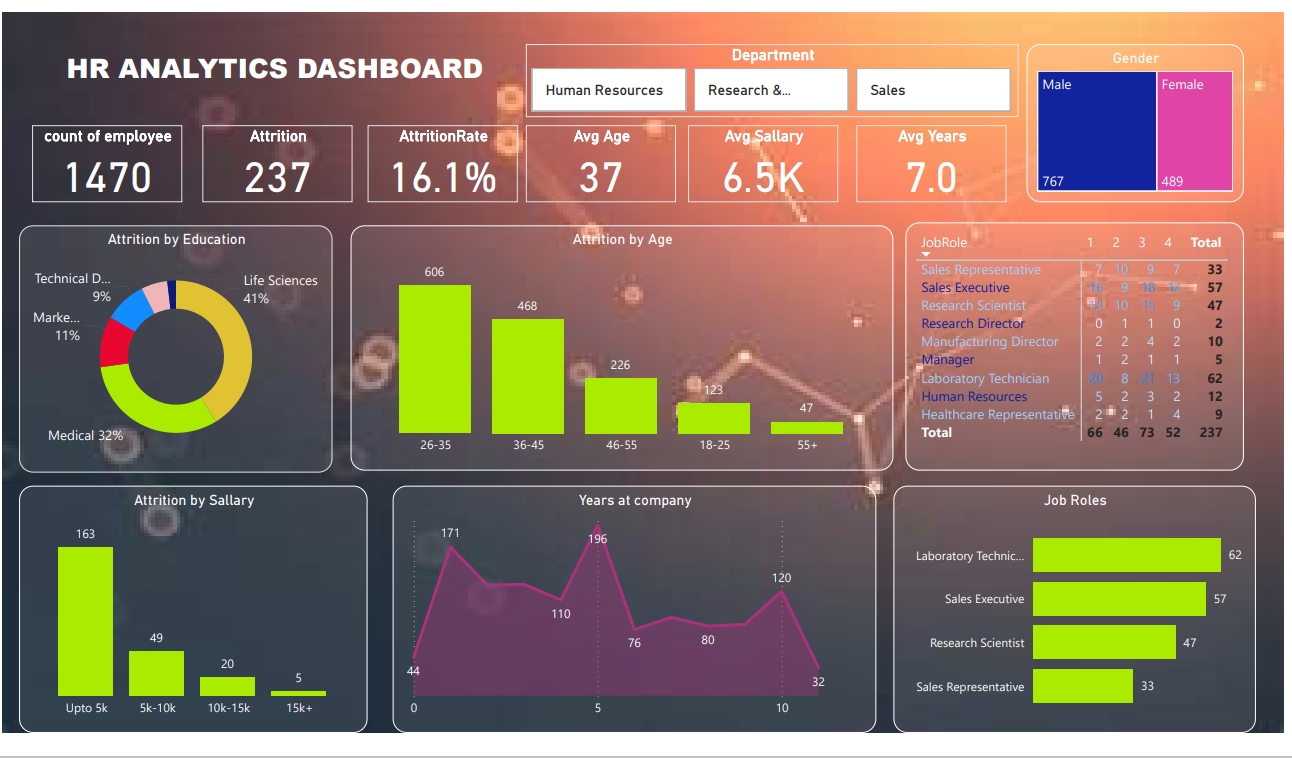 HR ANALYTICS DASHBOARD
Department
Human Resources
Research &...
Sales
Gender
Male
Female
767
489
count of employee
1470
Attrition
237
AttritionRate
16.1%
Avg Age
37
Avg Sallary
6.5K
Avg Years
7.0
Attrition by Education
Technical D...
9%
Life Sciences
41%
Marke...
11%
Medical 32%
Attrition by Age
606
468
226
123
47
26-35 36-45 46-55 18-25 55+
JobRole 1 2 3 4 Total
Sales Representative 7 10 9 7 33
Sales Executive 16 9 18 14 57
Research Scientist 13 10 15 9 47
Research Director 0 1 1 0 2
Manufacturing Director 2 2 4 2 10
Manager 1 2 1 1 5
Laboratory Technician 20 8 21 13 62
Human Resources 5 2 3 2 12
Healthcare Representative 2 2 1 4 9
Total 66 46 73 52 237
Attrition by Sallary
163
49
20
5
Upto 5k 5k-10k 10k-15k 15k+
Years at company
44
171
110
196
76
80
120
32
0 5 10
Job Roles
Laboratory Technic... 62
Sales Executive 57
Research Scientist 47
Sales Representative 33